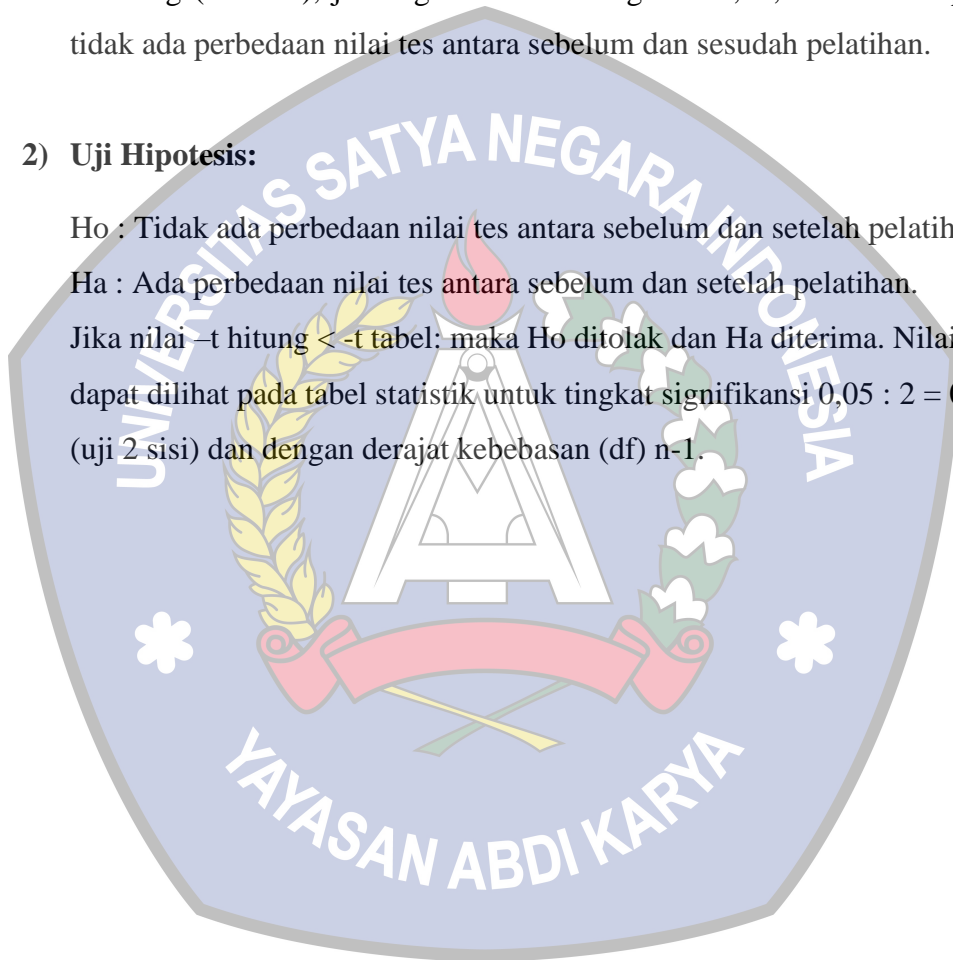 tidak ada perbedaan nilai tes antara sebelum dan sesudah pelatihan.
2) Uji Hipotesis:
Ho : Tidak ada perbedaan nilai tes antara sebelum dan setelah
Ha : Ada perbedaan nilai tes antara sebelum dan setelah pelatihan.
Jika nilai –t hitung < -t tabel: maka Ho ditolak dan Ha diterima. Nilai
dapat dilihat pada tabel statistik untuk tingkat signifikansi 0,05 : 2 =
(uji 2 sisi) dan dengan derajat kebebasan (df) n-1.
UNIVERSITAS SATYA NEGARA INDONESIA
YAYASAN ABDI KARYA